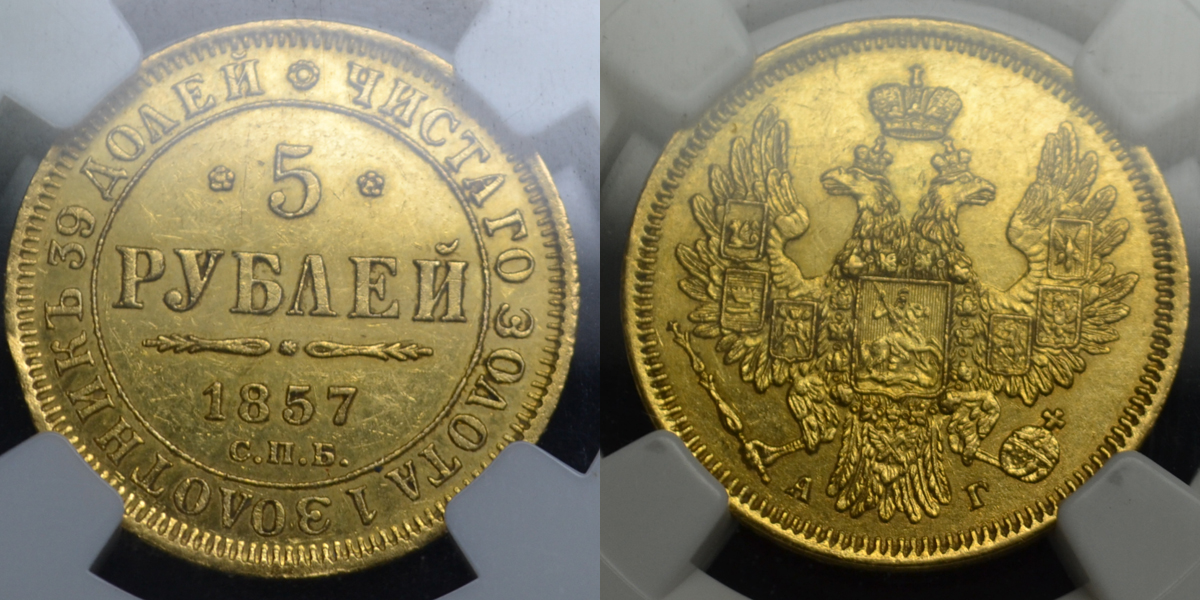 ЧИСТАГО ЗОЛОТА 1 ЗОЛОТНИКЪ 39 ДОЛЕЙ
5
РУБЛЕЙ
1857
С.П.Б.
А Г